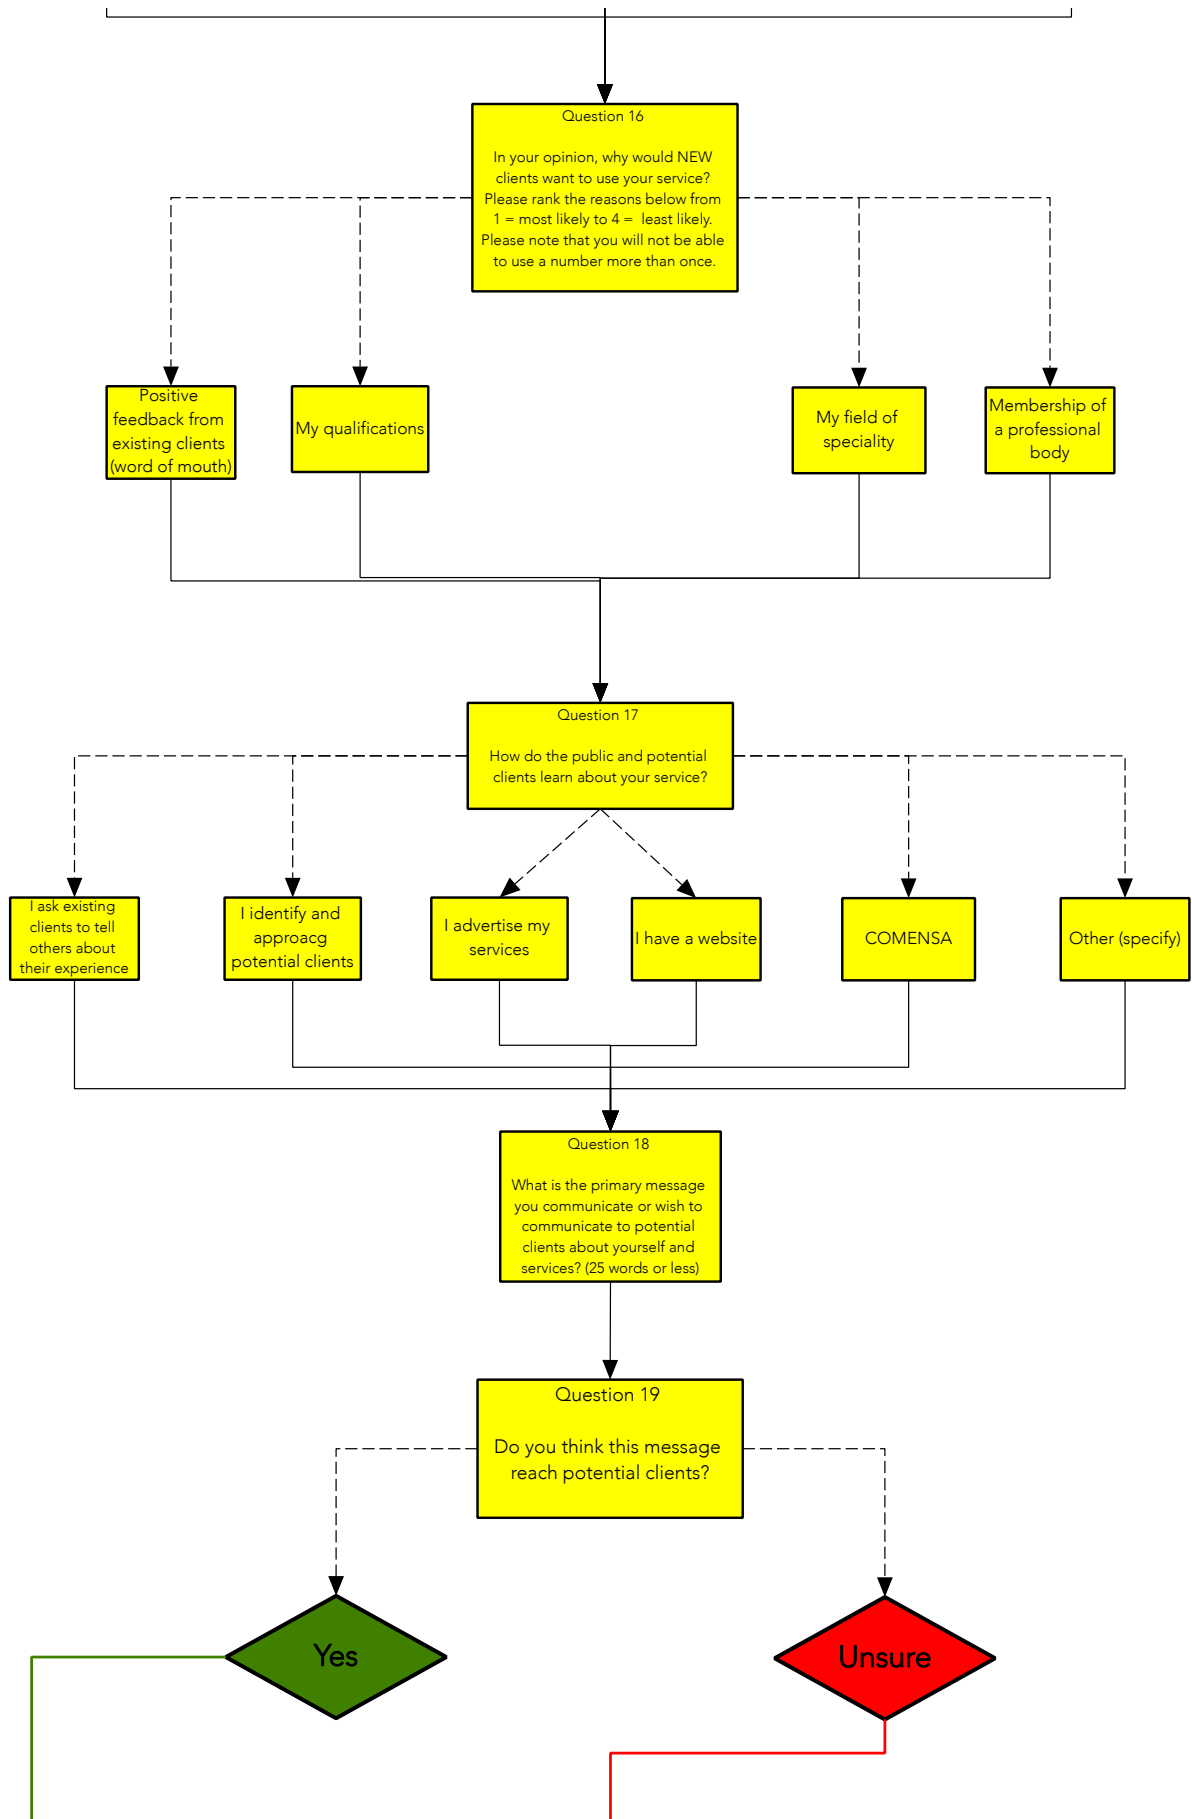 Question 16
In your opinion, why would NEW
clients want to use your service?
Please rank the reasons below from
1 = most likely to 4 = least likely.
Please note that you will not be able
to use a number more than once.
Positive
feedback from
existing clients
(word of mouth)
My qualifications
My field of
speciality
Membership of
a professional
body
Question 17
How do the public and potential
clients learn about your service?
I ask existing
clients to tell
others about
their experience
I identify and
approacg
potential clients
I advertise my
services
I have a website
COMENSA
Other (specify)
Question 18
What is the primary message
you communicate or wish to
communicate to potential
clients about yourself and
services? (25 words or less)
Question 19
Do you think this message
reach potential clients?
Yes
Unsure